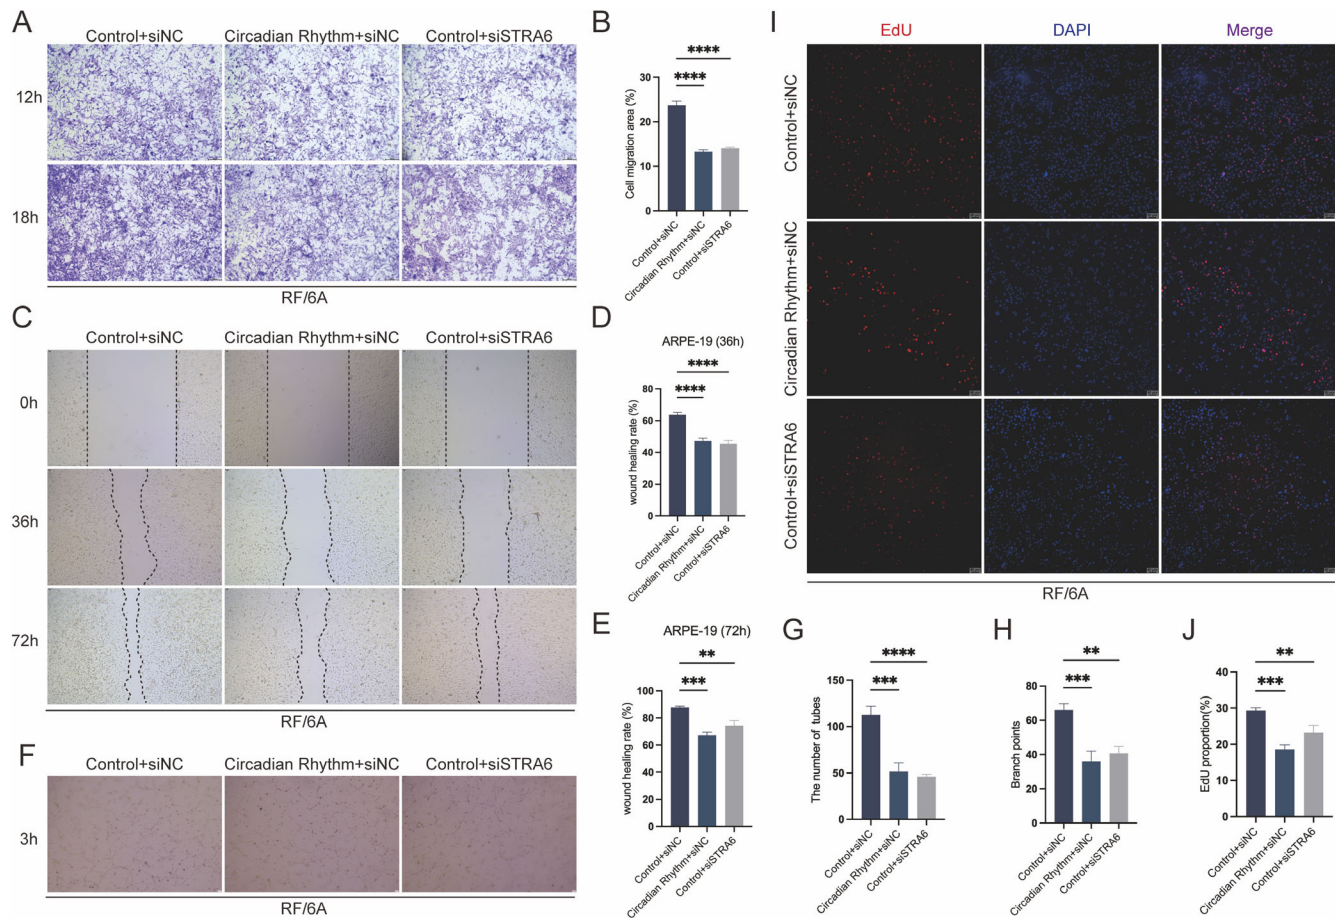 A
Control+siNC
Circadian Rhythm+siNC
Control+siSTRA6
12h
18h
RF/6A
B
****
****
Cell migration area (%)
30
20
10
0
Control+siNC
Circadian Rhythm+siNC
Control+siSTRA6
C
Control+siNC
Circadian Rhythm+siNC
Control+siSTRA6
0h
36h
72h
RF/6A
D
ARPE-19 (36h)
****
****
wound healing rate (%)
80
60
40
20
0
Control+siNC
Circadian Rhythm+siNC
Control+siSTRA6
E
ARPE-19 (72h)
**
***
wound healing rate (%)
100
80
60
40
20
0
Control+siNC
Circadian Rhythm+siNC
Control+siSTRA6
F
Control+siNC
Circadian Rhythm+siNC
Control+siSTRA6
3h
RF/6A
G
****
***
The number of tubes
150
100
50
0
Control+siNC
Circadian Rhythm+siNC
Control+siSTRA6
H
**
***
Branch points
80
60
40
20
0
Control+siNC
Circadian Rhythm+siNC
Control+siSTRA6
I
EdU
DAPI
Merge
Control+siNC
Circadian Rhythm+siNC
Control+siSTRA6
RF/6A
J
**
***
EdU proportion(%)
40
30
20
10
0
Control+siNC
Circadian Rhythm+siNC
Control+siSTRA6